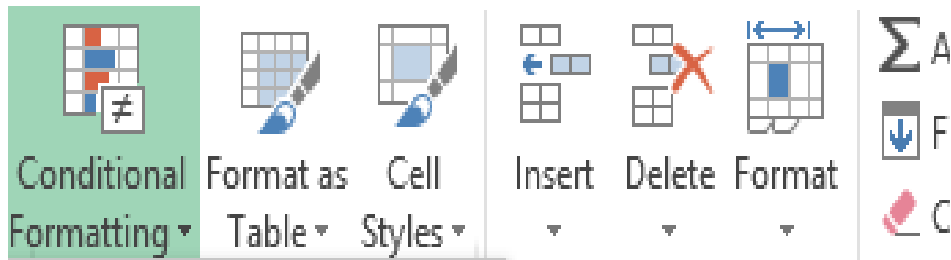 Conditional Formatting
Format as Table
Cell Styles
Insert
Delete
Format